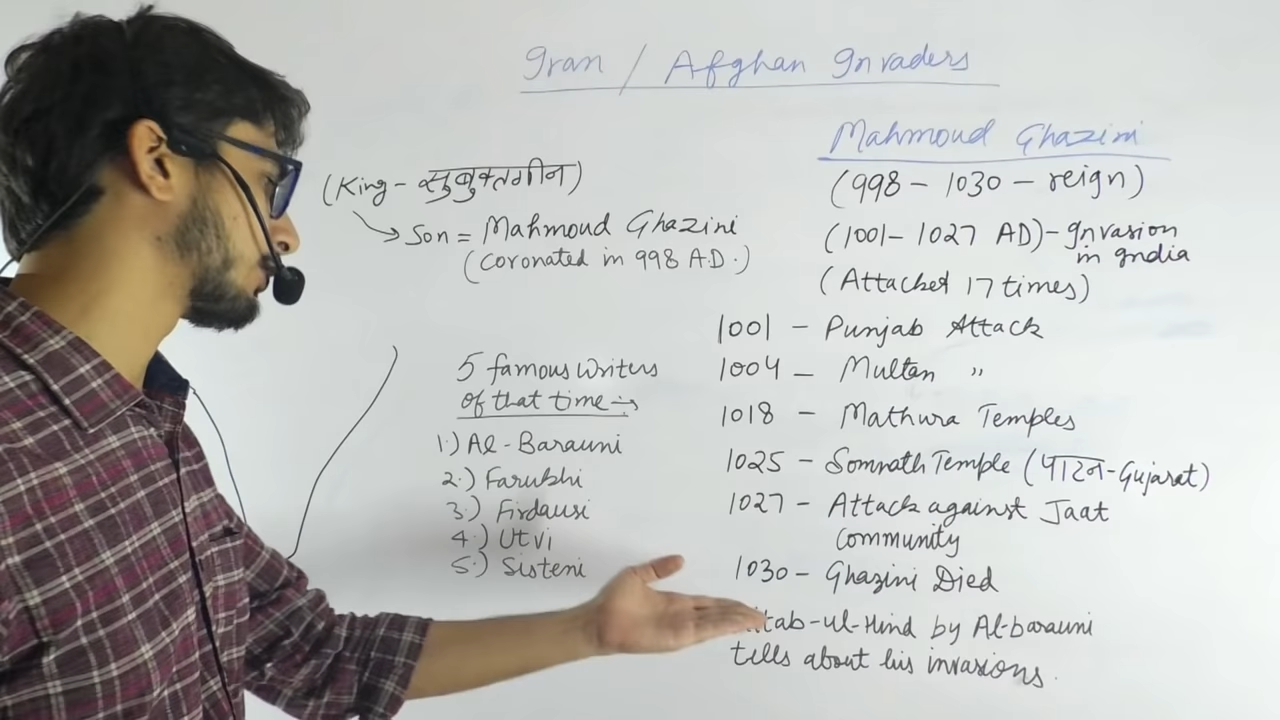 Iran / Afghan Invaders
(King - सुबुक्तगीन)
Son = Mahmoud Ghazini
(coronated in 998 A.D.)
5 famous writers
of that time →
1.) Al-Barauni
2.) Farukhi
3.) Firdausi
4.) Utvi
5.) Sisteni
Mahmoud Ghazini
(998 - 1030 - reign)
(1001 - 1027 AD) - Invasion
in India
(Attacked 17 times)
1001 - Punjab Attack
1004 - Multan "
1018 - Mathura Temples
1025 - Somnath Temple (पाटन-Gujarat)
1027 - Attack against Jaat
community
1030 - Ghazini Died
itab-ul-Hind by Al-barauni
tells about his invasions.